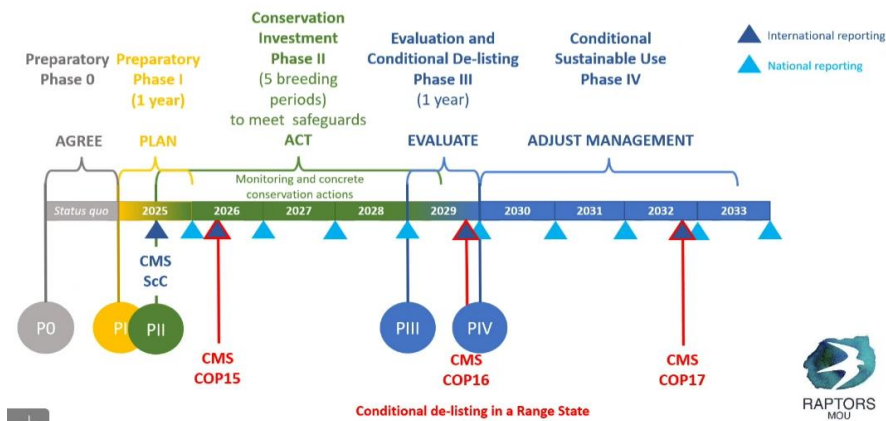 Preparatory
Phase 0
Preparatory
Phase I
(1 year)
Conservation
Investment
Phase II
(5 breeding
periods)
to meet safeguards
Evaluation and
Conditional De-listing
Phase III
(1 year)
Conditional
Sustainable Use
Phase IV
International reporting
National reporting
AGREE
PLAN
ACT
EVALUATE
ADJUST MANAGEMENT
Monitoring and concrete
conservation actions
Status quo
2025
2026
2027
2028
2029
2030
2031
2032
2033
CMS
ScC
P0
PI
PII
PIII
PIV
CMS
COP15
CMS
COP16
CMS
COP17
Conditional de-listing in a Range State
RAPTORS
MOU